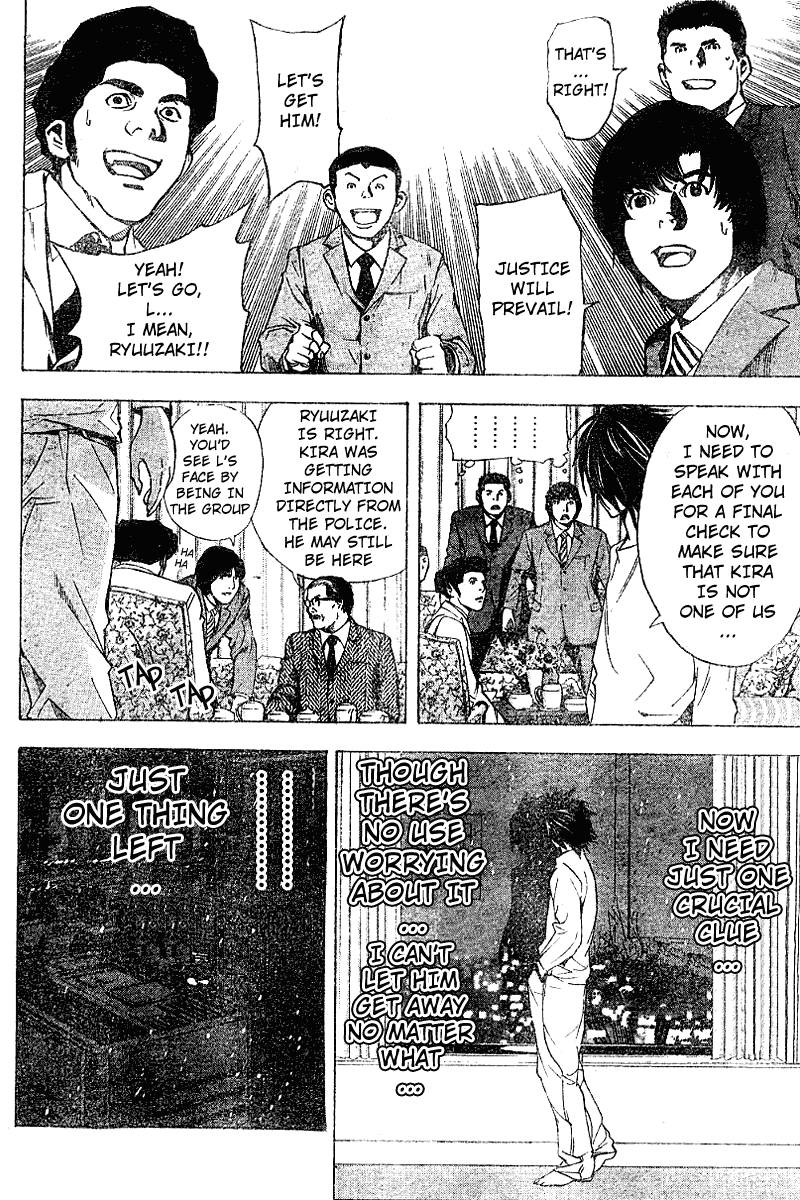 THAT'S
...
RIGHT!
JUSTICE
WILL
PREVAIL!
LET'S
GET
HIM!
YEAH!
LET'S GO,
L...
I MEAN,
RYUUZAKI!!
NOW,
I NEED TO
SPEAK WITH
EACH OF YOU
FOR A FINAL
CHECK TO
MAKE SURE
THAT KIRA
IS NOT
ONE OF US
...
RYUUZAKI
IS RIGHT.
KIRA WAS
GETTING
INFORMATION
DIRECTLY FROM
THE POLICE.
HE MAY STILL
BE HERE
YEAH.
YOU'D
SEE L'S
FACE BY
BEING IN
THE GROUP
HA
HA
TAP
TAP
NOW
I NEED
JUST ONE
CRUCIAL
CLUE
...
THOUGH
THERE'S
NO USE
WORRYING
ABOUT IT
...
I CAN'T
LET HIM
GET AWAY
NO MATTER
WHAT
...
JUST
ONE THING
LEFT
...